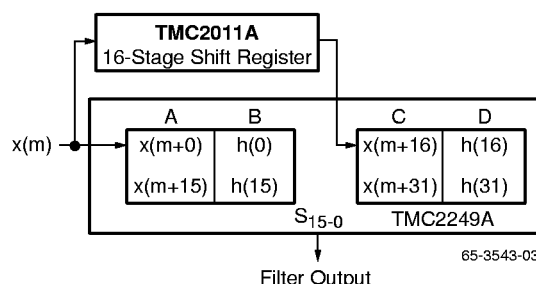 TMC2011A
16-Stage Shift Register
A B C D
x(m)
x(m+0) h(0) x(m+16) h(16)
x(m+15) h(15) x(m+31) h(31)
S15-0 TMC2249A
65-3543-03
Filter Output